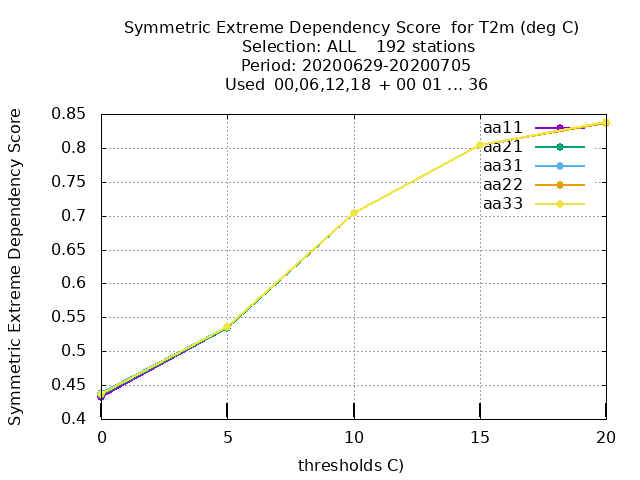 Symmetric Extreme Dependency Score  for T2m (deg C)
Selection: ALL    192 stations
Period: 20200629-20200705
Used  00,06,12,18  + 00 01 ... 36
Symmetric Extreme Dependency Score
0.85
0.8
0.75
0.7
0.65
0.6
0.55
0.5
0.45
0.4
aa11
aa21
aa31
aa22
aa33
0 5 10 15 20
thresholds C)